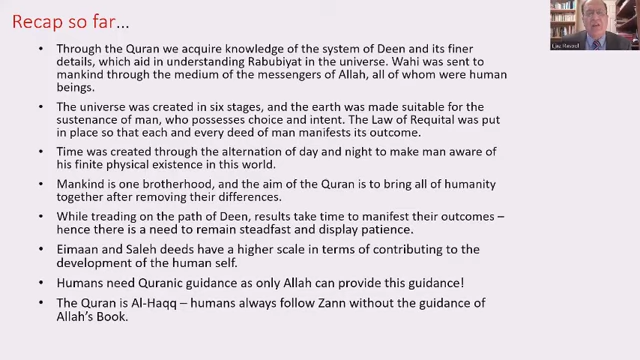 Recap so far...
• Through the Quran we acquire knowledge of the system of Deen and its finer
details, which aid in understanding Rabubiyat in the universe. Wahi was sent to
mankind through the medium of the messengers of Allah, all of whom were human
beings.
• The universe was created in six stages, and the earth was made suitable for the
sustenance of man, who possesses choice and intent. The Law of Requital was put
in place so that each and every deed of man manifests its outcome.
• Time was created through the alternation of day and night to make man aware of
his finite physical existence in this world.
• Mankind is one brotherhood, and the aim of the Quran is to bring all of humanity
together after removing their differences.
• While treading on the path of Deen, results take time to manifest their outcomes –
hence there is a need to remain steadfast and display patience.
• Eimaan and Saleh deeds have a higher scale in terms of contributing to the
development of the human self.
• Humans need Quranic guidance as only Allah can provide this guidance!
• The Quran is Al-Haqq – humans always follow Zann without the guidance of
Allah's Book.